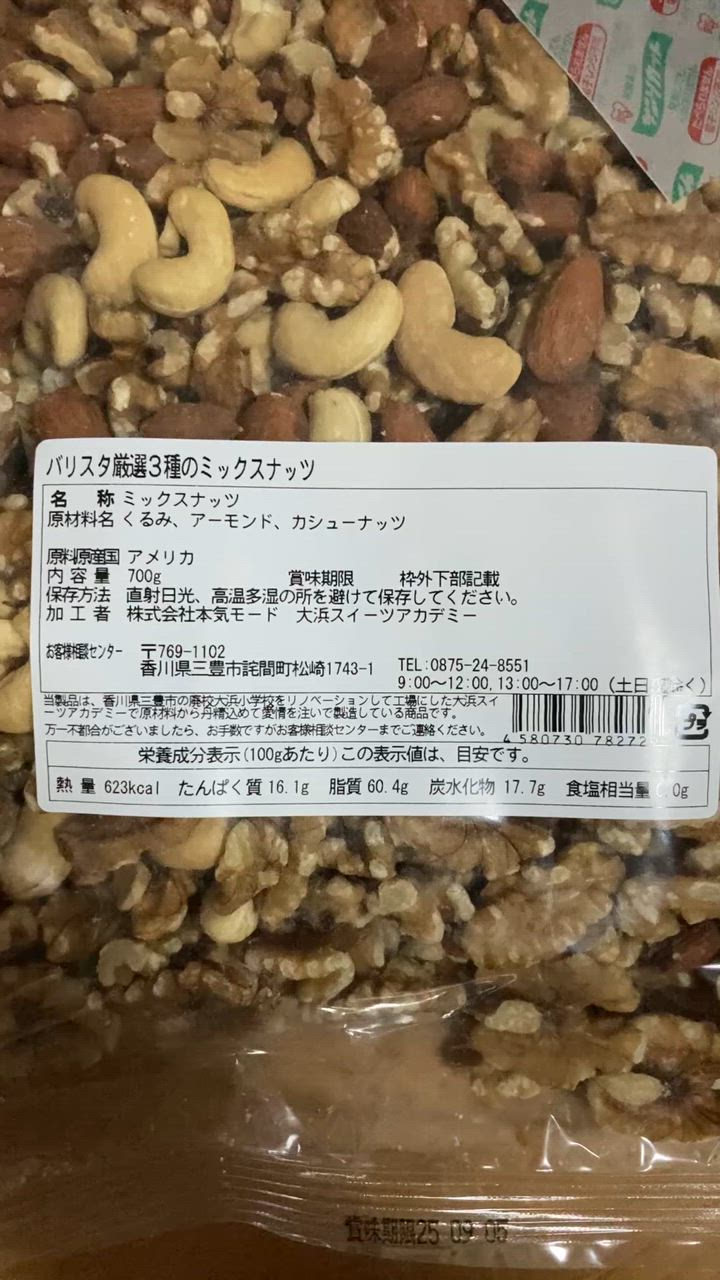 バリスタ厳選3種のミックスナッツ
名 称 ミックスナッツ
原材料名 くるみ、アーモンド、カシューナッツ
原料原産国 アメリカ
内 容 量 700g 賞味期限 枠外下部記載
保存方法 直射日光、高温多湿の所を避けて保存してください。
加 工 者 株式会社本気モード 大浜スイーツアカデミー
お客様相談センター 〒769-1102
香川県三豊市詫間町松崎1743-1 TEL:0875-24-8551
9:00～12:00,13:00～17:00 (土日 除く)
当製品は、香川県三豊市の廃校大浜小学校をリノベーションして工場にした大浜スイ
ーツアカデミーで原材料から丹精込めて愛情を注いで製造している商品です。
万一不都合がございましたら、お手数ですがお客様相談センターまでご連絡ください。
4 580730 78272
栄養成分表示(100gあたり)この表示値は、目安です。
熱 量 623kcal たんぱく質 16.1g 脂質 60.4g 炭水化物 17.7g 食塩相当量 0g
賞味期限25 09 05